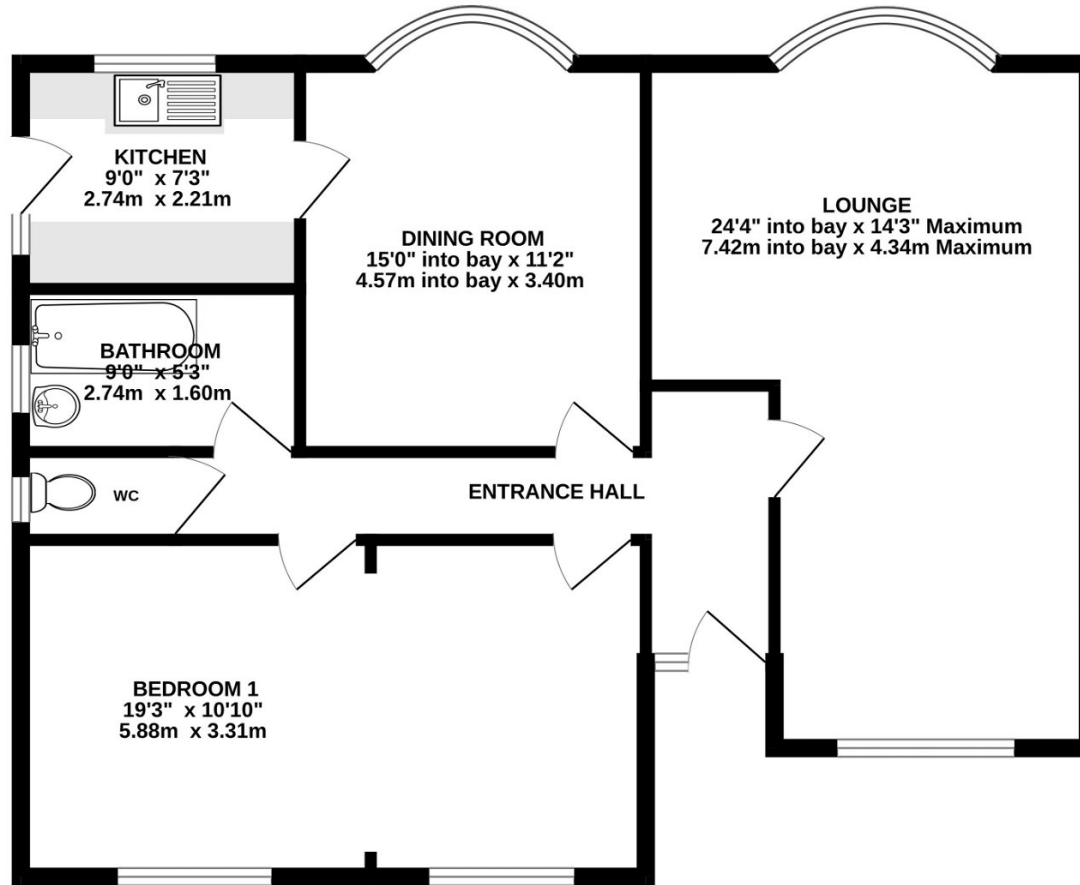 KITCHEN
9'0" x 7'3"
2.74m x 2.21m
DINING ROOM
15'0" into bay x 11'2"
4.57m into bay x 3.40m
LOUNGE
24'4" into bay x 14'3" Maximum
7.42m into bay x 4.34m Maximum
BATHROOM
9'0" x 5'3"
2.74m x 1.60m
WC
ENTRANCE HALL
BEDROOM 1
19'3" x 10'10"
5.88m x 3.31m